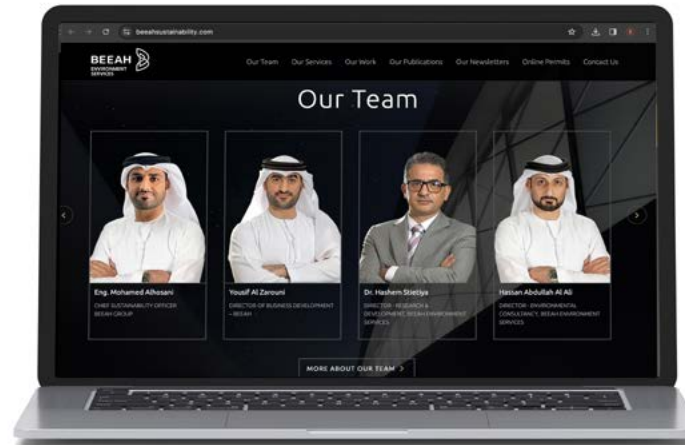 beeahsustainability.com
BEEAH
ENVIRONMENT
SERVICES
Our Team Our Services Our Work Our Publications Our Newsletters Online Permits Contact Us
Our Team
Eng. Mohamed Alhosani
CHIEF SUSTAINABILITY OFFICER
BEEAH GROUP
Yousif Al Zarouni
DIRECTOR OF BUSINESS DEVELOPMENT
– BEEAH
Dr. Hashem Stietiya
DIRECTOR - RESEARCH &
DEVELOPMENT, BEEAH ENVIRONMENT
SERVICES
Hassan Abdullah Al Ali
DIRECTOR - ENVIRONMENTAL
CONSULTANCY, BEEAH ENVIRONMENT
SERVICES
MORE ABOUT OUR TEAM >